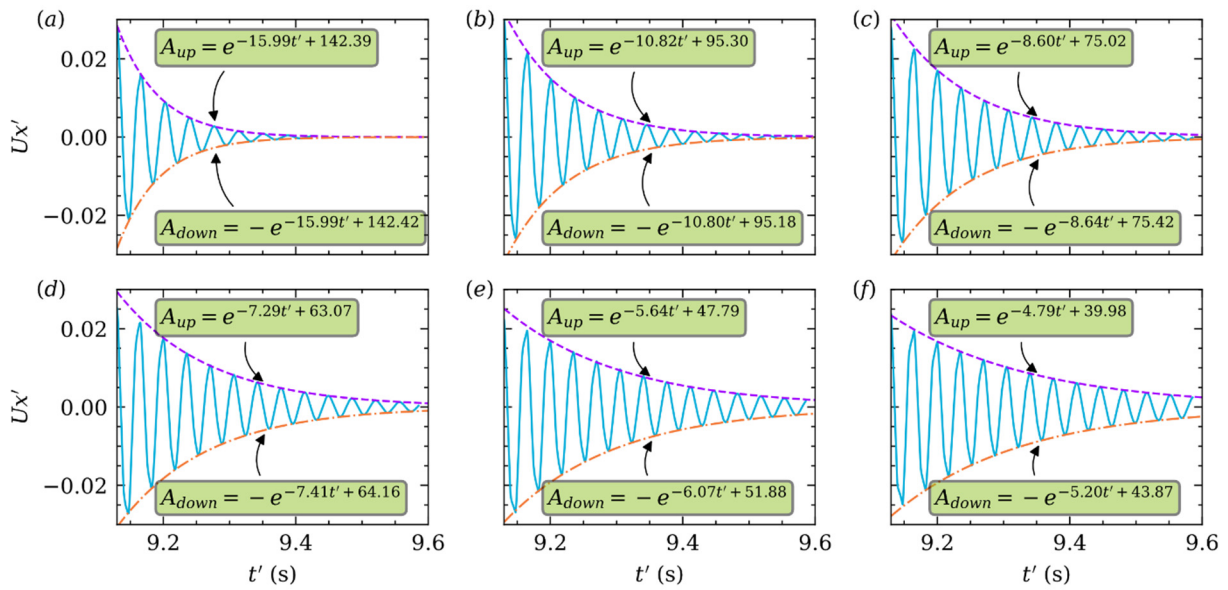 (a)
(b)
(c)
A_up = e^{−15.99t′ + 142.39}
A_up = e^{−10.82t′ + 95.30}
A_up = e^{−8.60t′ + 75.02}
0.02
0.00
−0.02
Ux′
A_down = − e^{−15.99t′ + 142.42}
A_down = − e^{−10.80t′ + 95.18}
A_down = − e^{−8.64t′ + 75.42}
(d)
(e)
(f)
A_up = e^{−7.29t′ + 63.07}
A_up = e^{−5.64t′ + 47.79}
A_up = e^{−4.79t′ + 39.98}
0.02
0.00
−0.02
Ux′
A_down = − e^{−7.41t′ + 64.16}
A_down = − e^{−6.07t′ + 51.88}
A_down = − e^{−5.20t′ + 43.87}
9.2 9.4 9.6
9.2 9.4 9.6
9.2 9.4 9.6
t′ (s)
t′ (s)
t′ (s)